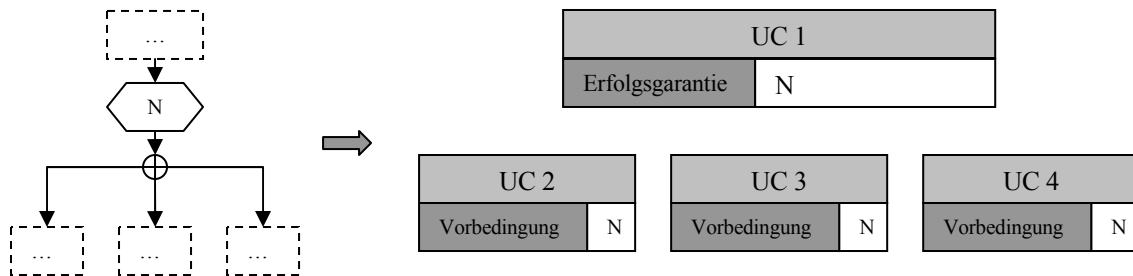 ...
N
... ... ...
UC 1
Erfolgsgarantie N
UC 2
Vorbedingung N
UC 3
Vorbedingung N
UC 4
Vorbedingung N